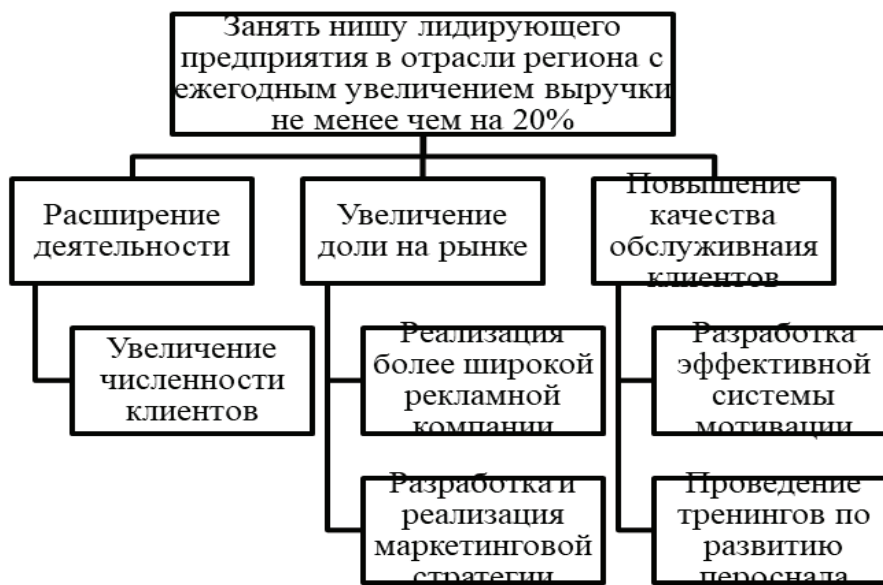 Занять нишу лидирующего
предприятия в отрасли региона с
ежегодным увеличением выручки
не менее чем на 20%
Расширение
деятельности
Увеличение
доли на рынке
Повышение
качества
обслуживнаия
клиентов
Увеличение
численности
клиентов
Реализация
более широкой
рекламной
компании
Разработка
эффективной
системы
мотивации
Разработка и
реализация
маркетинговой
стратегии
Проведение
тренингов по
развитию
пероснала